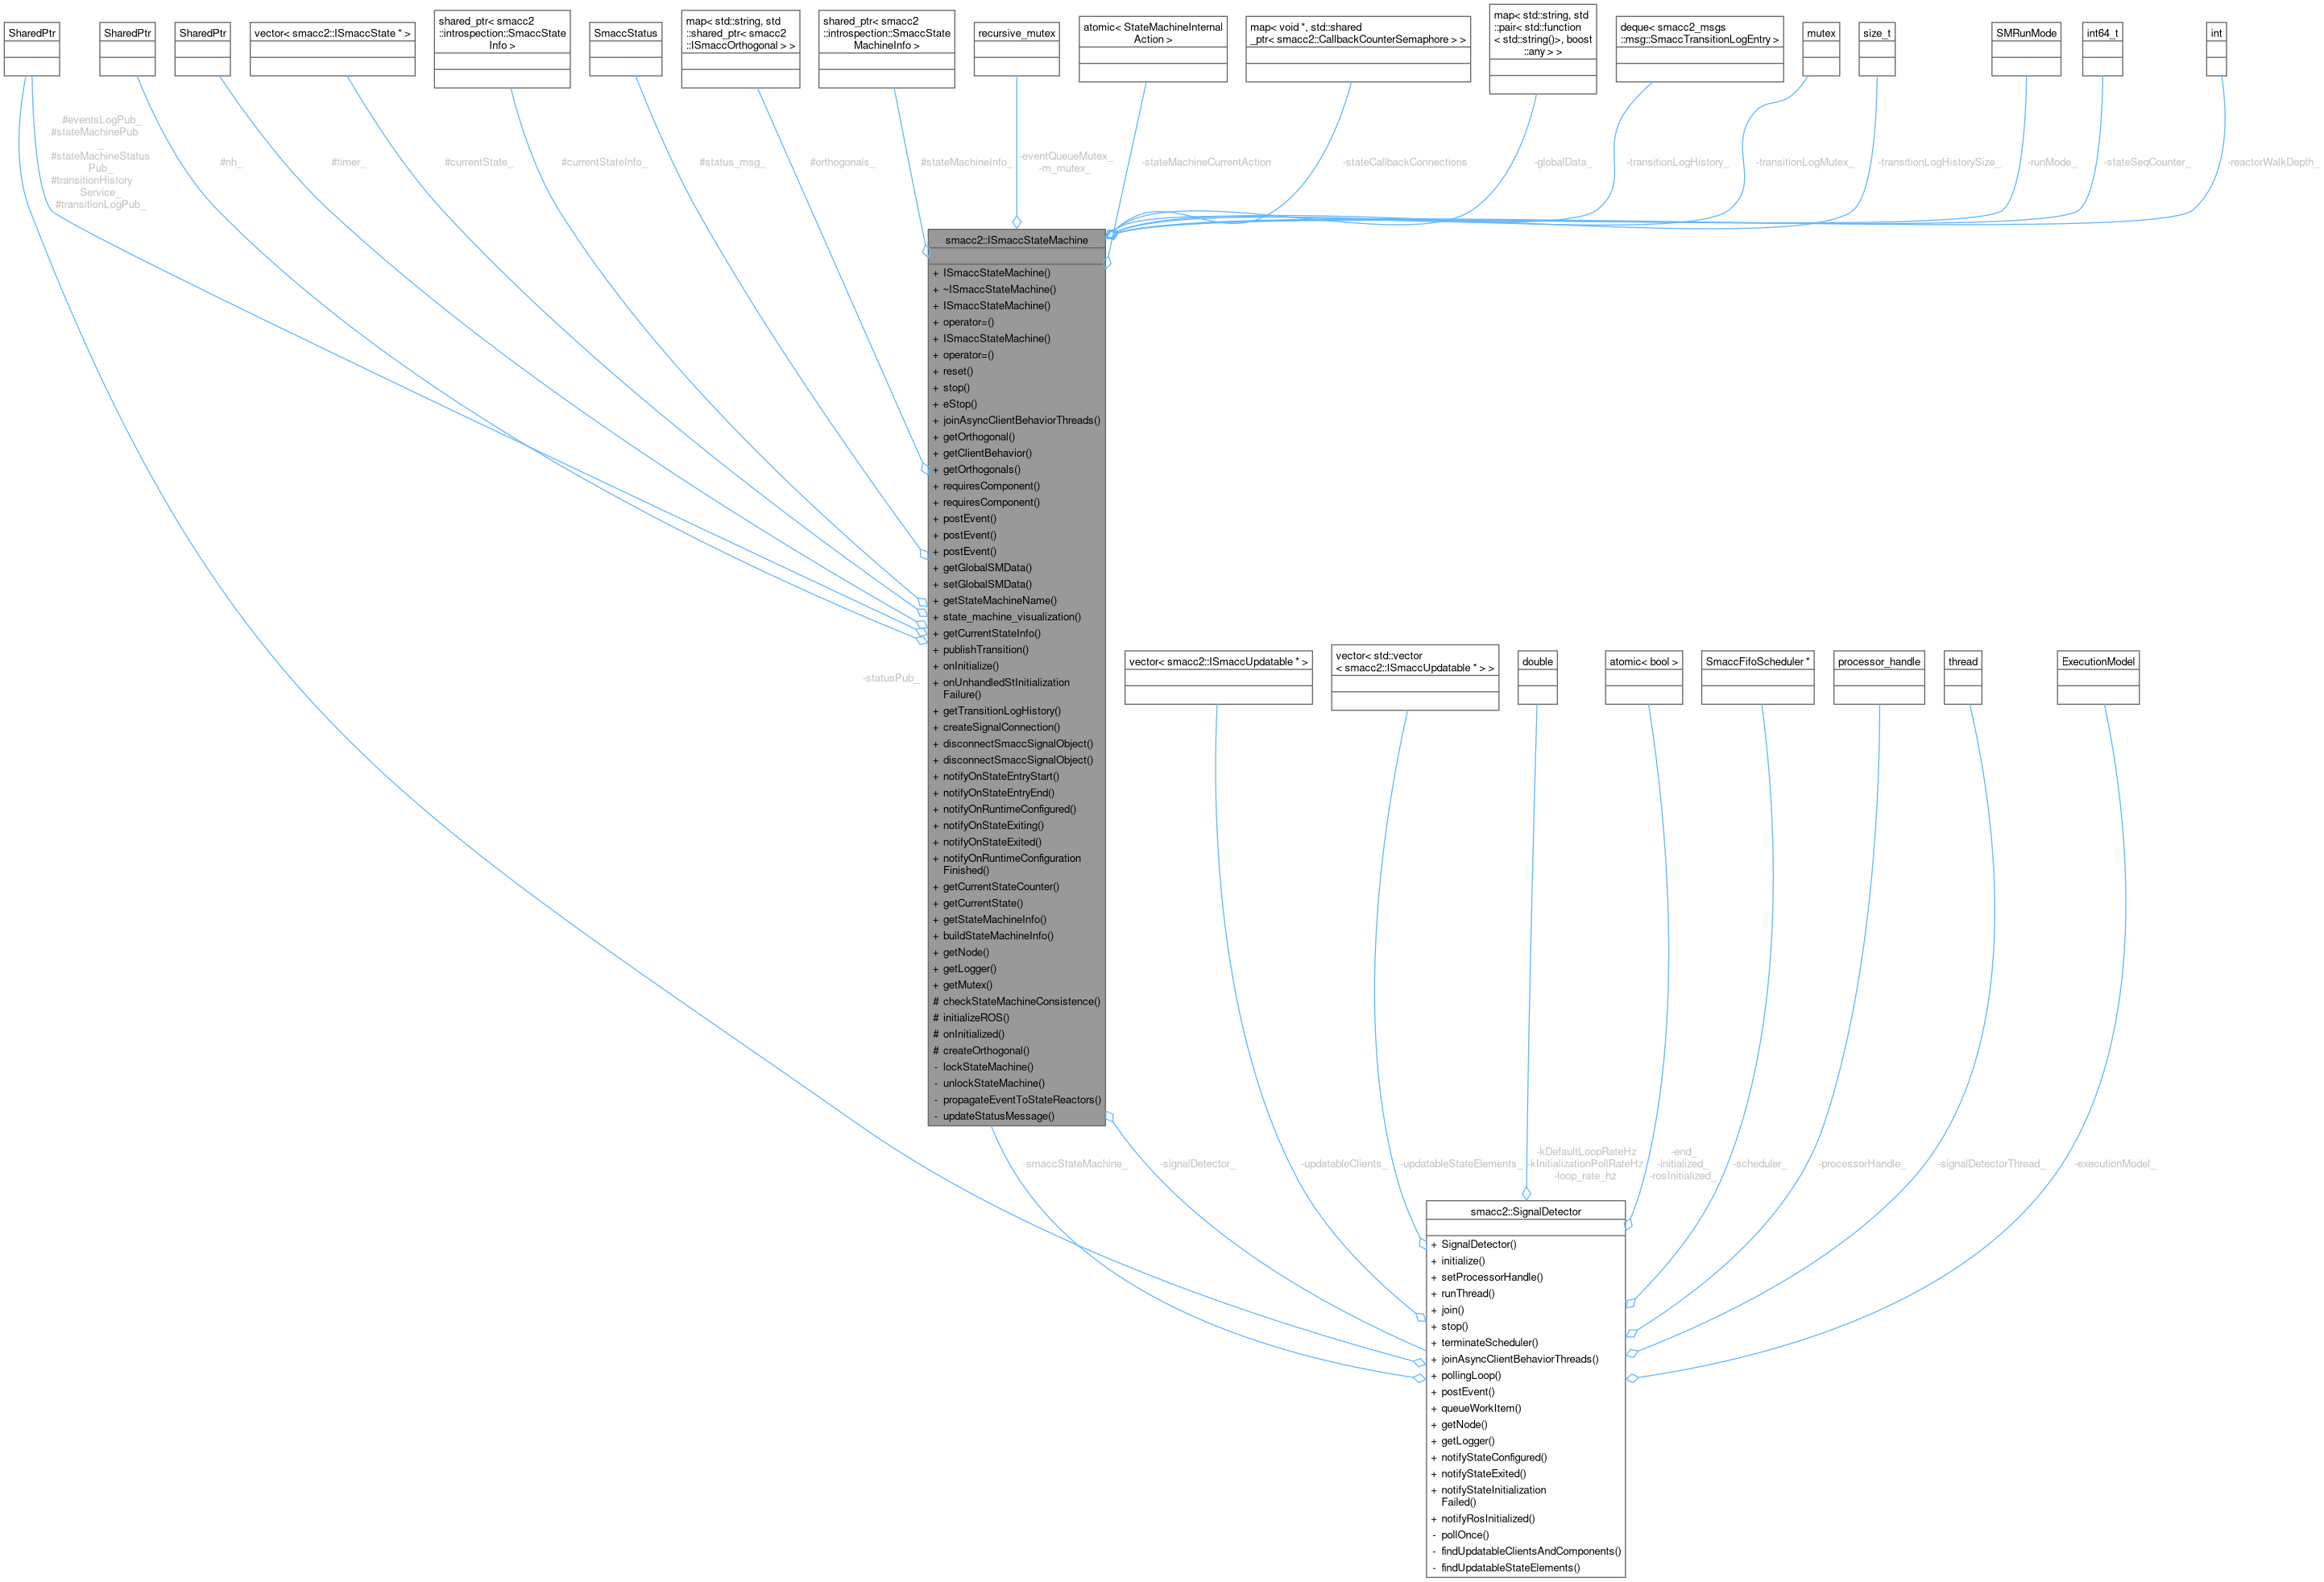 SharedPtr
SharedPtr
SharedPtr
vector< smacc2::ISmaccState * >
shared_ptr< smacc2
::introspection::SmaccState
Info >
SmaccStatus
map< std::string, std
::shared_ptr< smacc2
::ISmaccOrthogonal > >
shared_ptr< smacc2
::introspection::SmaccState
MachineInfo >
recursive_mutex
atomic< StateMachineInternal
Action >
map< void *, std::shared
_ptr< smacc2::CallbackCounterSemaphore > >
map< std::string, std
::pair< std::function
< std::string()>, boost
::any > >
deque< smacc2_msgs
::msg::SmaccTransitionLogEntry >
mutex
size_t
SMRunMode
int64_t
int
#eventsLogPub_
#stateMachinePub
_
#stateMachineStatus
Pub_
#transitionHistory
Service_
#transitionLogPub_
#nh_
#timer_
#currentState_
#currentStateInfo_
#status_msg_
#orthogonals_
#stateMachineInfo_
-eventQueueMutex_
-m_mutex_
-stateMachineCurrentAction
-stateCallbackConnections
-globalData_
-transitionLogHistory_
-transitionLogMutex_
-transitionLogHistorySize_
-runMode_
-stateSeqCounter_
-reactorWalkDepth_
smacc2::ISmaccStateMachine
+ ISmaccStateMachine()
+ ~ISmaccStateMachine()
+ ISmaccStateMachine()
+ operator=()
+ ISmaccStateMachine()
+ operator=()
+ reset()
+ stop()
+ eStop()
+ joinAsyncClientBehaviorThreads()
+ getOrthogonal()
+ getClientBehavior()
+ getOrthogonals()
+ requiresComponent()
+ requiresComponent()
+ postEvent()
+ postEvent()
+ postEvent()
+ getGlobalSMData()
+ setGlobalSMData()
+ getStateMachineName()
+ state_machine_visualization()
+ getCurrentStateInfo()
+ publishTransition()
+ onInitialize()
+ onUnhandledStInitialization
Failure()
+ getTransitionLogHistory()
+ createSignalConnection()
+ disconnectSmaccSignalObject()
+ disconnectSmaccSignalObject()
+ notifyOnStateEntryStart()
+ notifyOnStateEntryEnd()
+ notifyOnRuntimeConfigured()
+ notifyOnStateExiting()
+ notifyOnStateExited()
+ notifyOnRuntimeConfiguration
Finished()
+ getCurrentStateCounter()
+ getCurrentState()
+ getStateMachineInfo()
+ buildStateMachineInfo()
+ getNode()
+ getLogger()
+ getMutex()
# checkStateMachineConsistence()
# initializeROS()
# onInitialized()
# createOrthogonal()
- lockStateMachine()
- unlockStateMachine()
- propagateEventToStateReactors()
- updateStatusMessage()
-statusPub_
vector< smacc2::ISmaccUpdatable * >
vector< std::vector
< smacc2::ISmaccUpdatable * > >
double
atomic< bool >
SmaccFifoScheduler *
processor_handle
thread
ExecutionModel
-smaccStateMachine_
-signalDetector_
-updatableClients_
-updatableStateElements_
-kDefaultLoopRateHz
-kInitializationPollRateHz
-loop_rate_hz
-end_
-initialized_
-rosInitialized_
-scheduler_
-processorHandle_
-signalDetectorThread_
-executionModel_
smacc2::SignalDetector
+ SignalDetector()
+ initialize()
+ setProcessorHandle()
+ runThread()
+ join()
+ stop()
+ terminateScheduler()
+ joinAsyncClientBehaviorThreads()
+ pollingLoop()
+ postEvent()
+ queueWorkItem()
+ getNode()
+ getLogger()
+ notifyStateConfigured()
+ notifyStateExited()
+ notifyStateInitialization
Failed()
+ notifyRosInitialized()
- pollOnce()
- findUpdatableClientsAndComponents()
- findUpdatableStateElements()